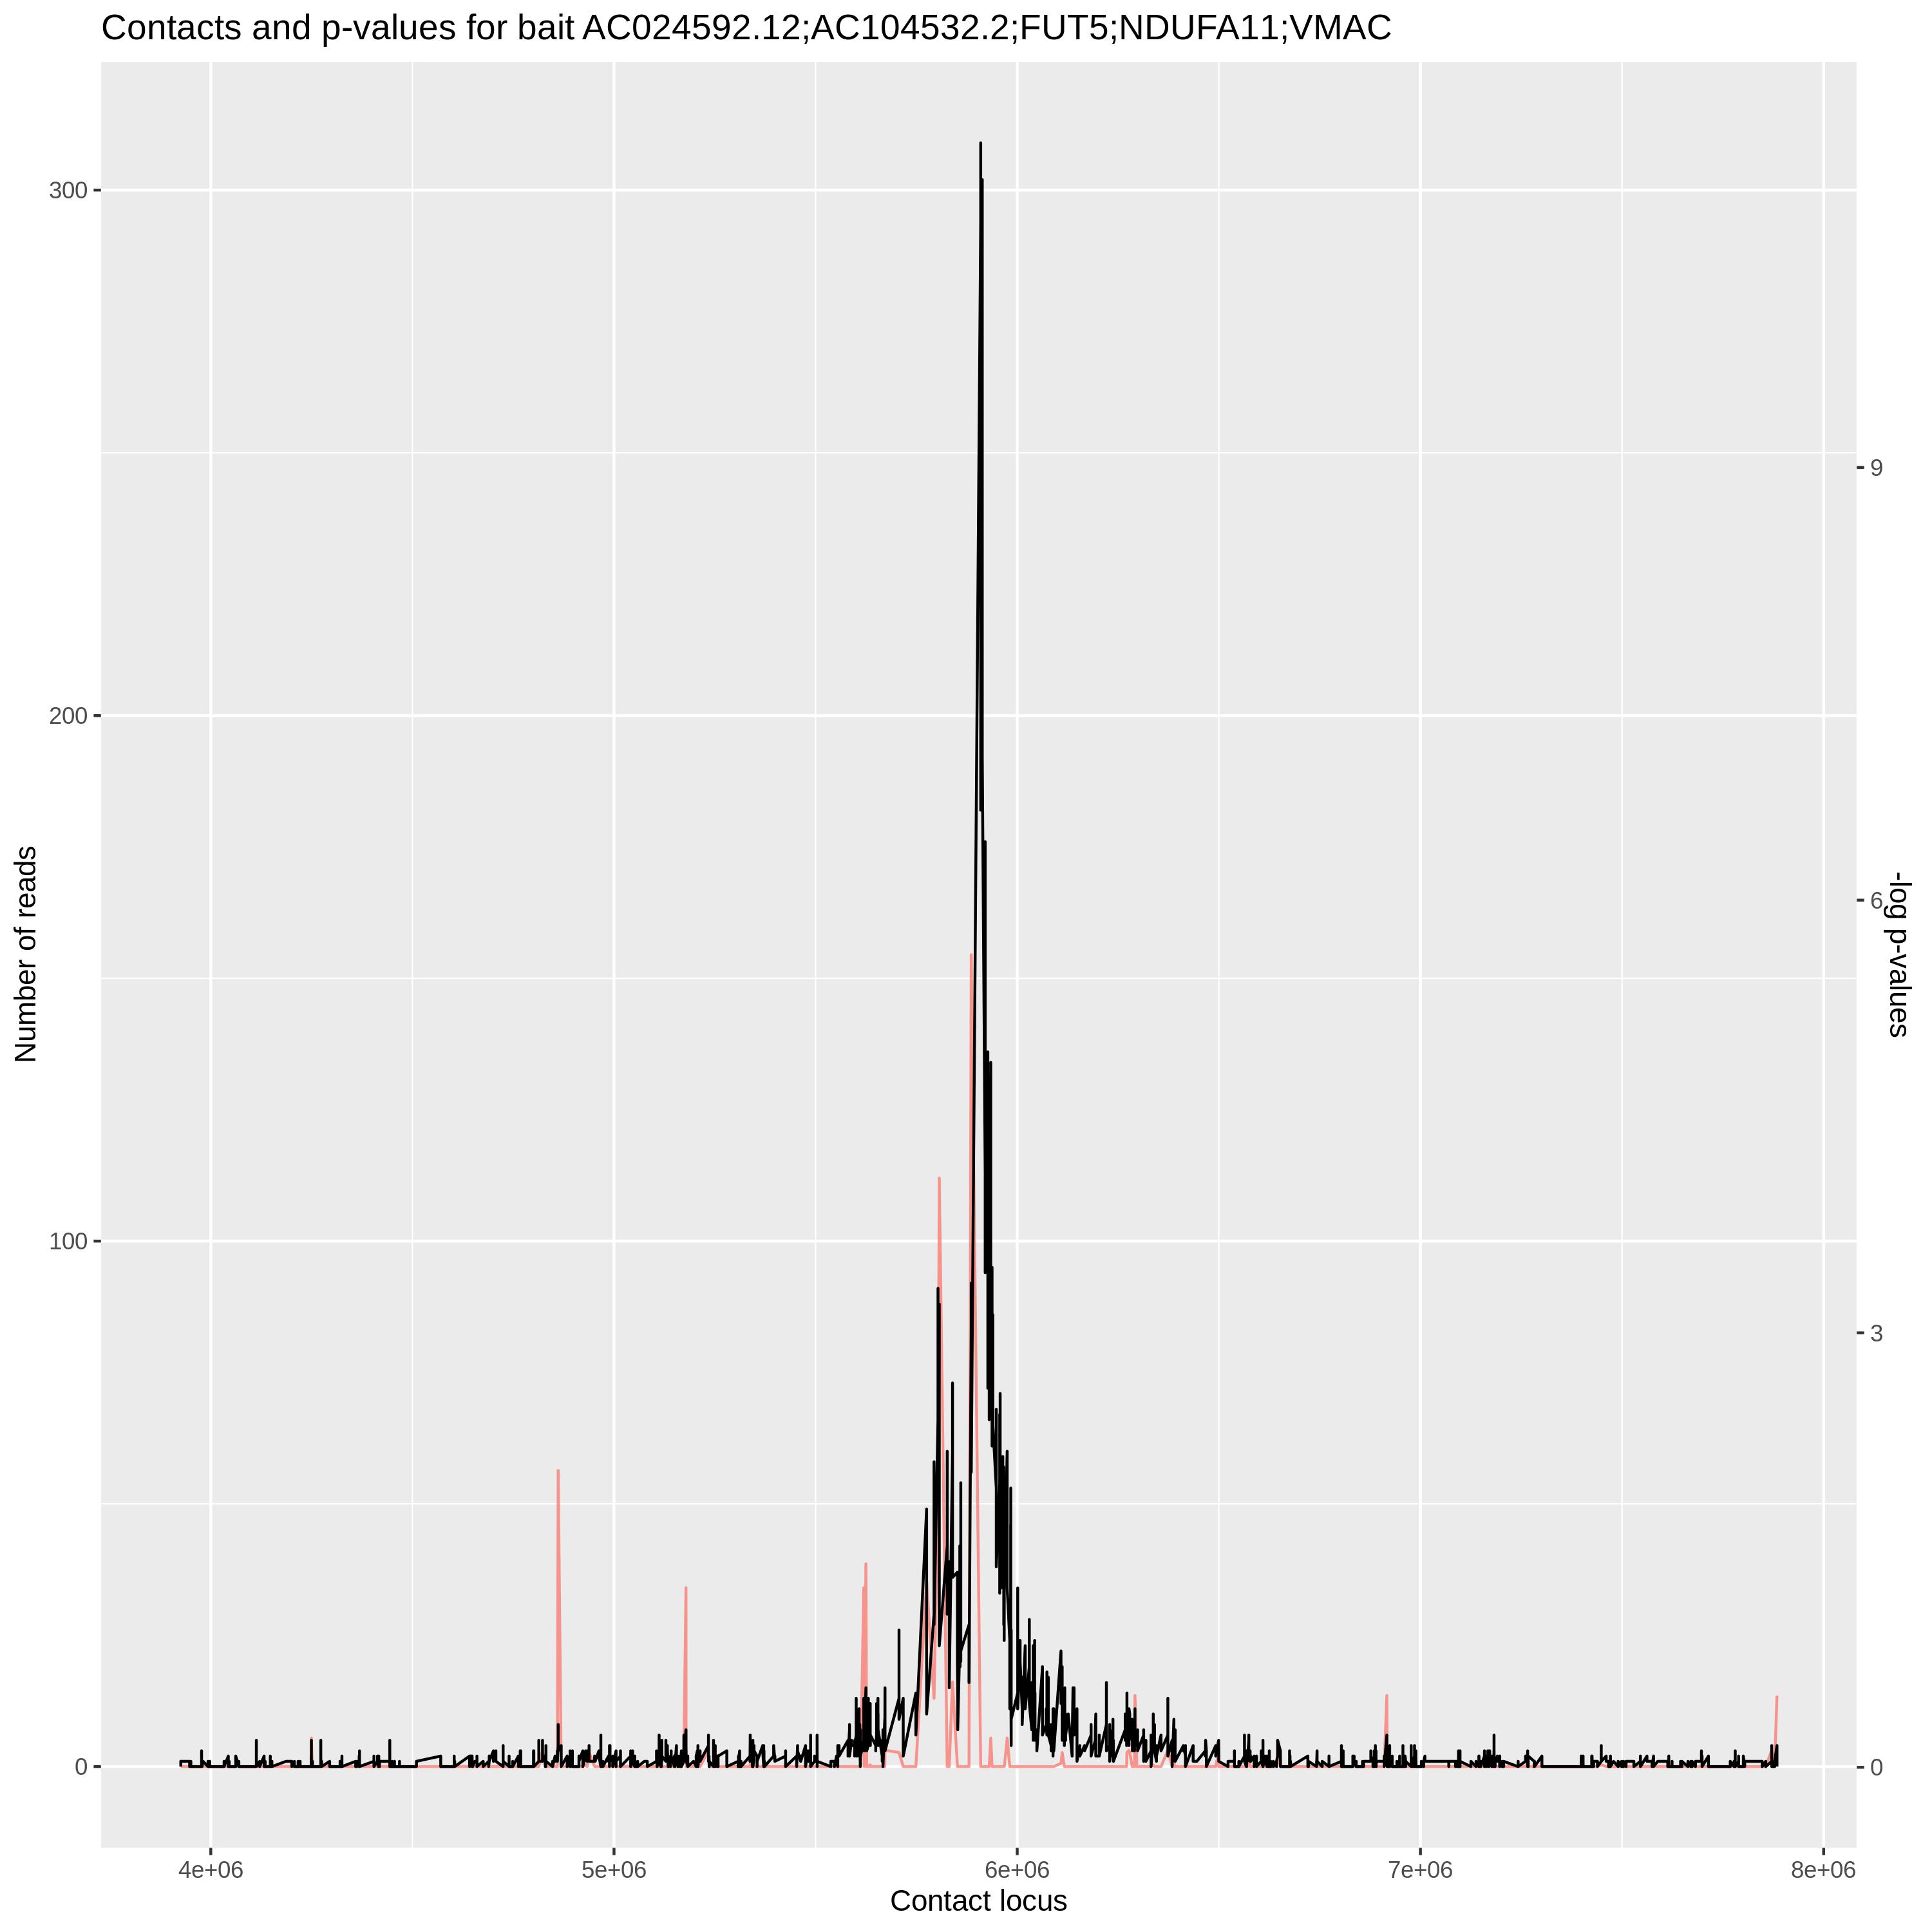 Contacts and p-values for bait AC024592.12;AC104532.2;FUT5;NDUFA11;VMAC
Number of reads
300
200
100
0
9
6
3
0
-log p-values
4e+06
5e+06
6e+06
7e+06
8e+06
Contact locus